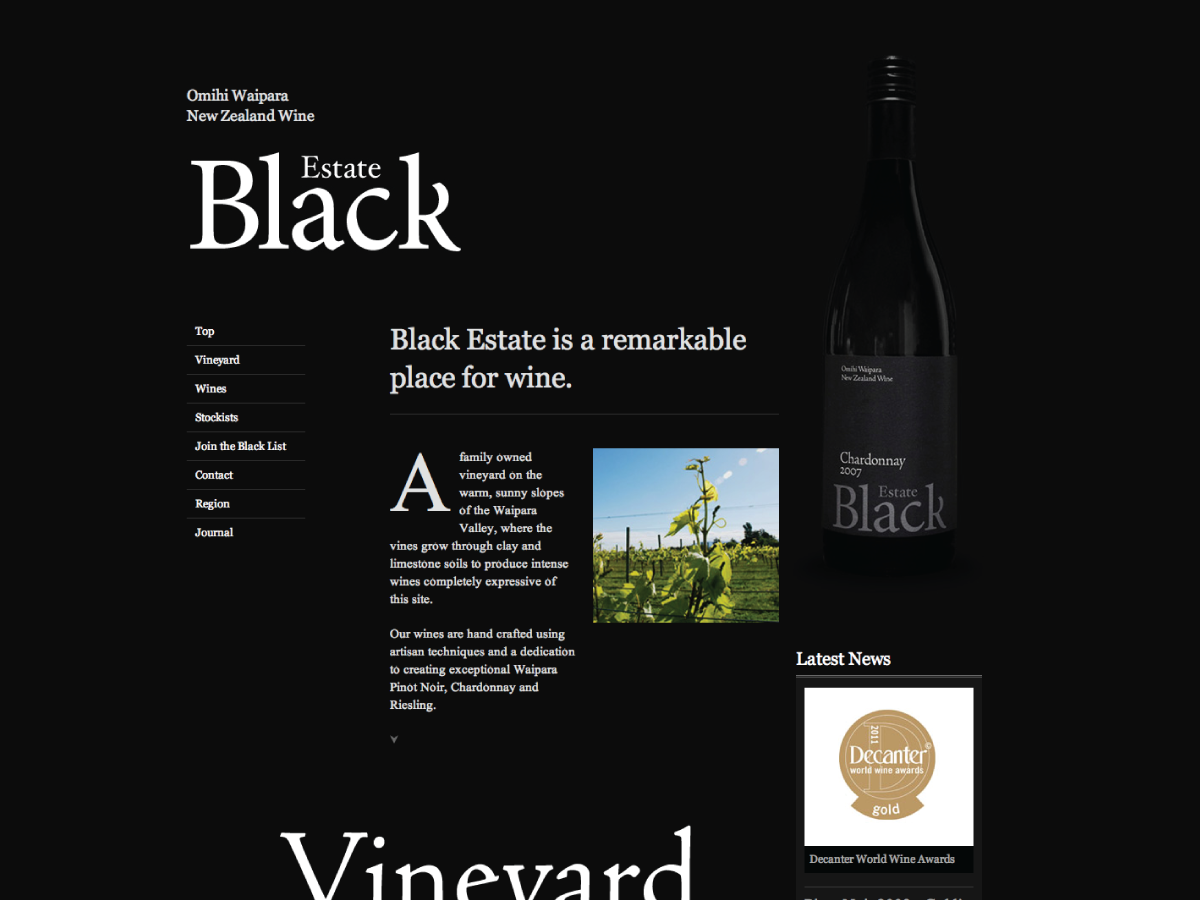 Omihi Waipara
New Zealand Wine
Estate
Black
Top
Vineyard
Wines
Stockists
Join the Black List
Contact
Region
Journal
Black Estate is a remarkable
place for wine.
A family owned
vineyard on the
warm, sunny slopes
of the Waipara
Valley, where the
vines grow through clay and
limestone soils to produce intense
wines completely expressive of
this site.
Our wines are hand crafted using
artisan techniques and a dedication
to creating exceptional Waipara
Pinot Noir, Chardonnay and
Riesling.
Omihi Waipara
New Zealand Wine
Chardonnay
2007
Estate
Black
Latest News
2011
Decanter©
world wine awards
gold
Decanter World Wine Awards
Vineyard